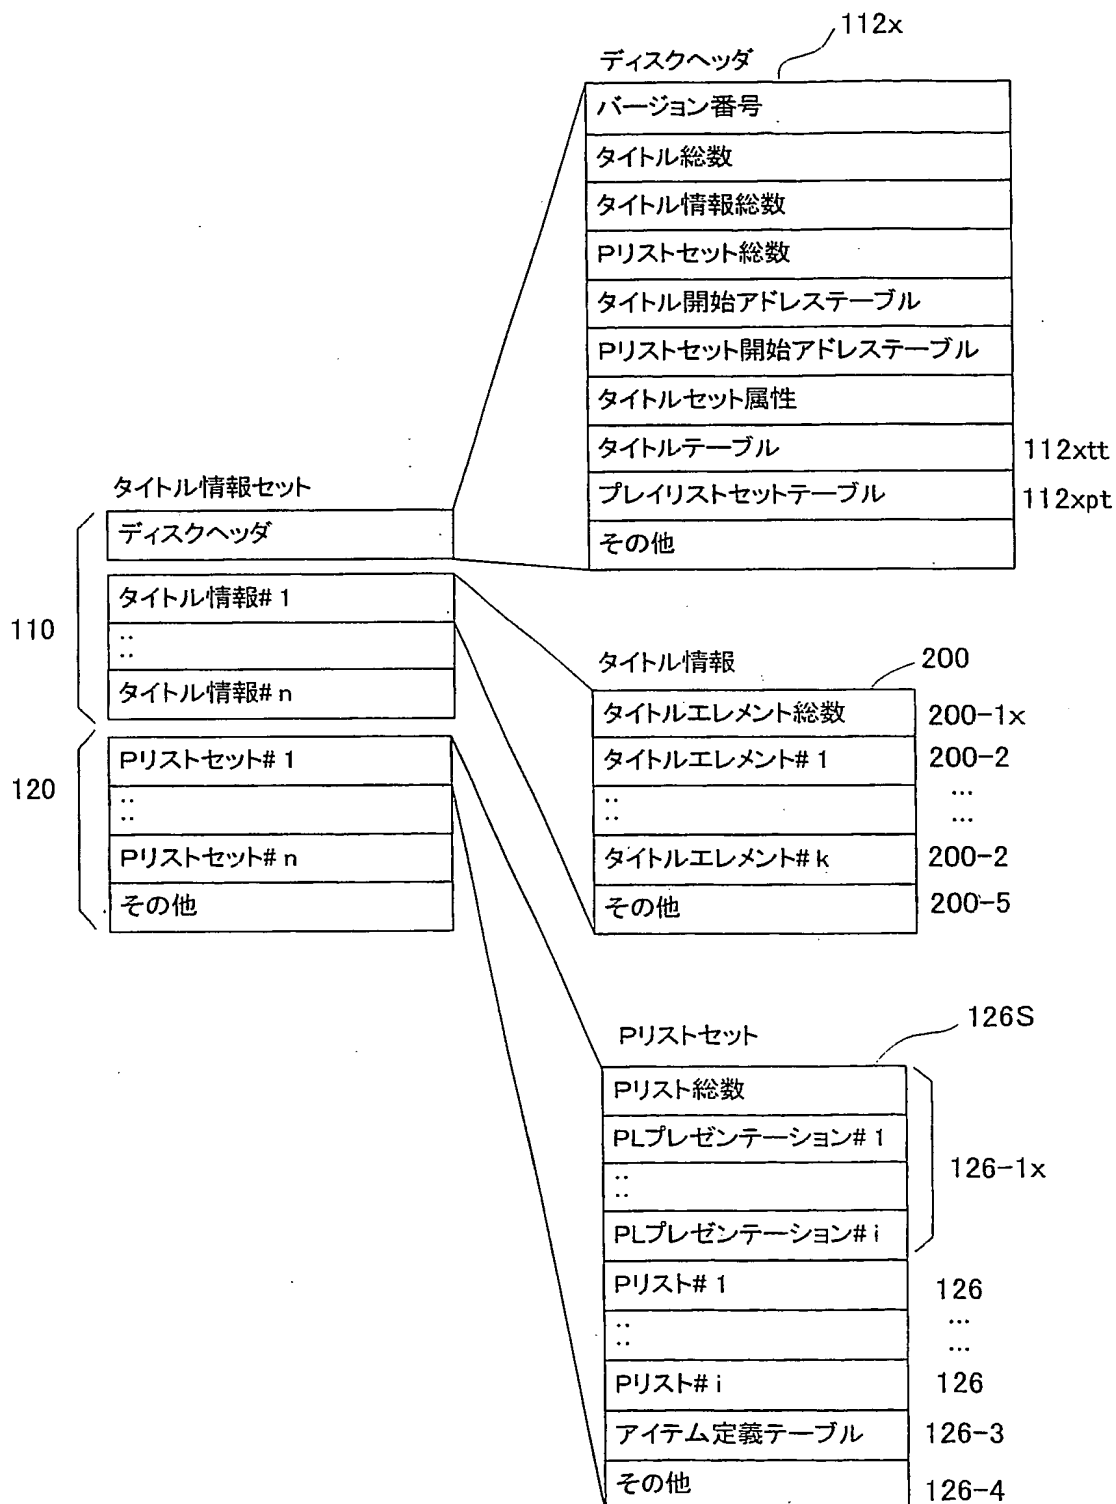 112x
ディスクヘッダ
バージョン番号
タイトル総数
タイトル情報総数
Pリストセット総数
タイトル開始アドレステーブル
Pリストセット開始アドレステーブル
タイトルセット属性
タイトルテーブル 112xtt
プレイリストセットテーブル 112xpt
その他
タイトル情報セット
ディスクヘッダ
110
タイトル情報#1
::
タイトル情報#n
120
Pリストセット#1
::
Pリストセット#n
その他
タイトル情報 200
タイトルエレメント総数 200-1x
タイトルエレメント#1 200-2
:: ...
...
タイトルエレメント#k 200-2
その他 200-5
Pリストセット 126S
Pリスト総数
PLプレゼンテーション#1
::
PLプレゼンテーション#i
126-1x
Pリスト#1 126
:: ...
...
Pリスト#i 126
アイテム定義テーブル 126-3
その他 126-4